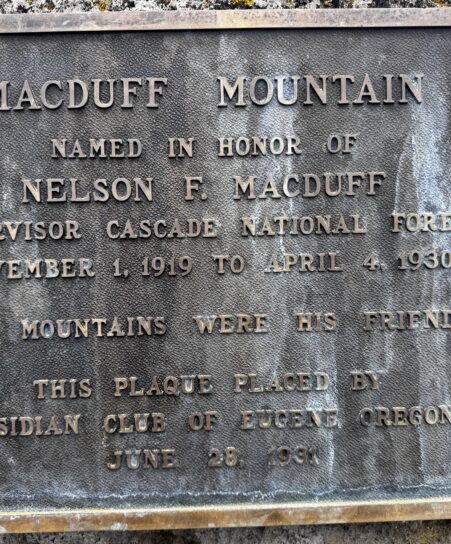 MACDUFF MOUNTAIN
NAMED IN HONOR OF
NELSON F. MACDUFF
RVISOR CASCADE NATIONAL FORE
VEMBER 1, 1919 TO APRIL 4, 1930
MOUNTAINS WERE HIS FRIEND
THIS PLAQUE PLACED BY
SIDIAN CLUB OF EUGENE OREGON
JUNE 28, 1931